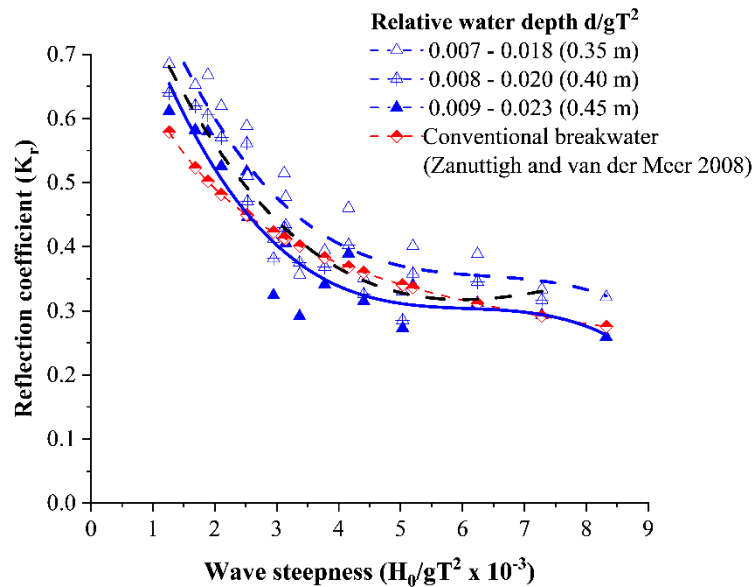 Relative water depth d/gT²
0.007 - 0.018 (0.35 m)
0.008 - 0.020 (0.40 m)
0.009 - 0.023 (0.45 m)
Conventional breakwater
(Zanuttigh and van der Meer 2008)
0.7
0.6
0.5
0.4
0.3
0.2
0.1
0.0
Reflection coefficient (Kᵣ)
0 1 2 3 4 5 6 7 8 9
Wave steepness (H₀/gT² x 10⁻³)